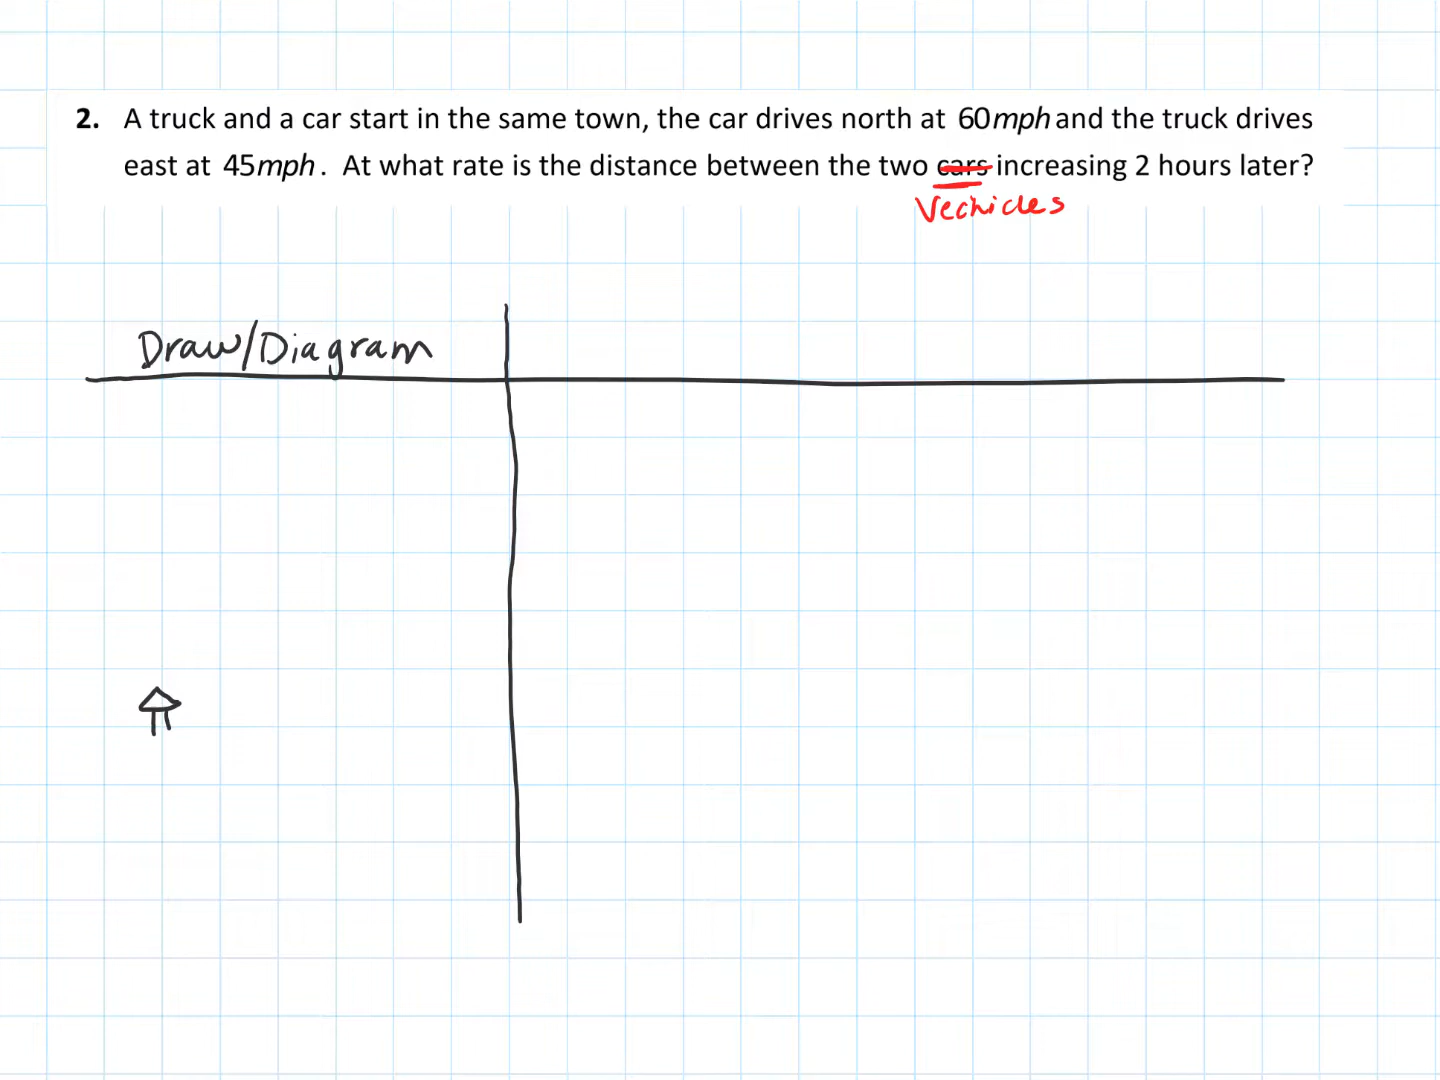 2. A truck and a car start in the same town, the car drives north at 60mph and the truck drives
east at 45mph. At what rate is the distance between the two cars increasing 2 hours later?
Vechicles
Draw/Diagram